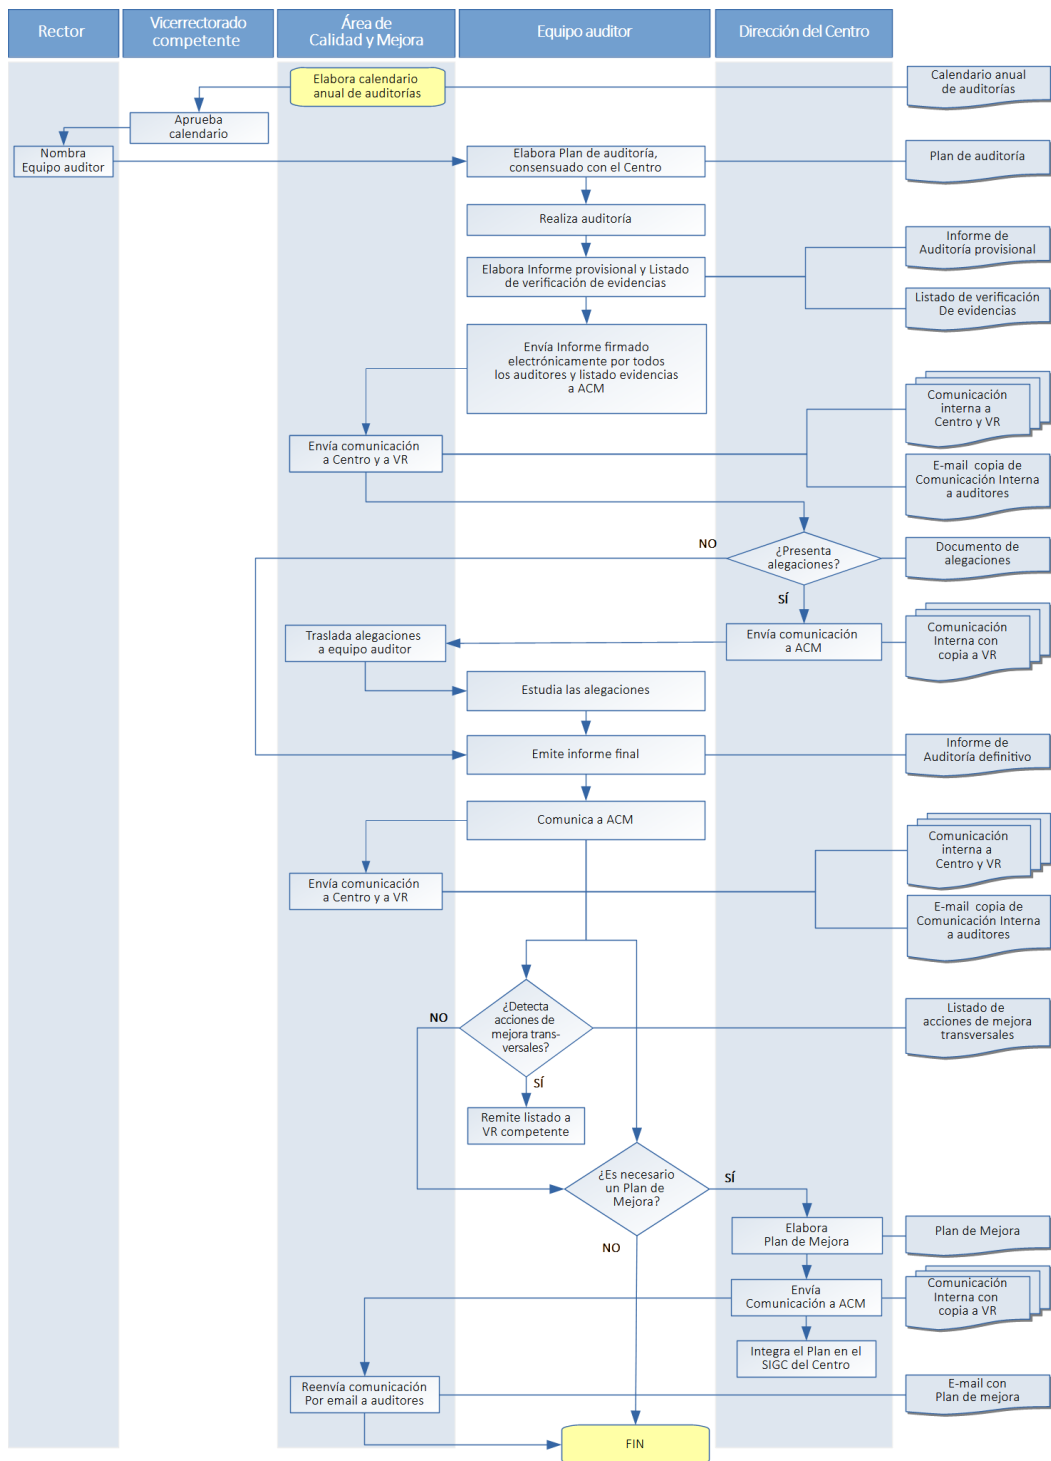 Rector
Vicerrectorado
competente
Área de
Calidad y Mejora
Equipo auditor
Dirección del Centro
Elabora calendario
anual de auditorías
Calendario anual
de auditorías
Aprueba
calendario
Nombra
Equipo auditor
Elabora Plan de auditoría,
consensuado con el Centro
Plan de auditoría
Realiza auditoría
Informe de
Auditoría provisional
Elabora Informe provisional y Listado
de verificación de evidencias
Listado de verificación
De evidencias
Envía Informe firmado
electrónicamente por todos
los auditores y listado evidencias
a ACM
Comunicación
interna a
Centro y VR
Envía comunicación
a Centro y a VR
E-mail copia de
Comunicación Interna
a auditores
NO
¿Presenta
alegaciones?
Documento de
alegaciones
SÍ
Traslada alegaciones
a equipo auditor
Envía comunicación
a ACM
Comunicación
Interna con
copia a VR
Estudia las alegaciones
Emite informe final
Informe de
Auditoría definitivo
Comunica a ACM
Comunicación
interna a
Centro y VR
Envía comunicación
a Centro y a VR
E-mail copia de
Comunicación Interna
a auditores
NO
¿Detecta
acciones de
mejora trans-
versales?
Listado de
acciones de mejora
transversales
SÍ
Remite listado a
VR competente
¿Es necesario
un Plan de
Mejora?
SÍ
Elabora
Plan de Mejora
Plan de Mejora
NO
Envía
Comunicación a ACM
Comunicación
Interna con
copia a VR
Integra el Plan en el
SIGC del Centro
Reenvía comunicación
Por email a auditores
E-mail con
Plan de mejora
FIN